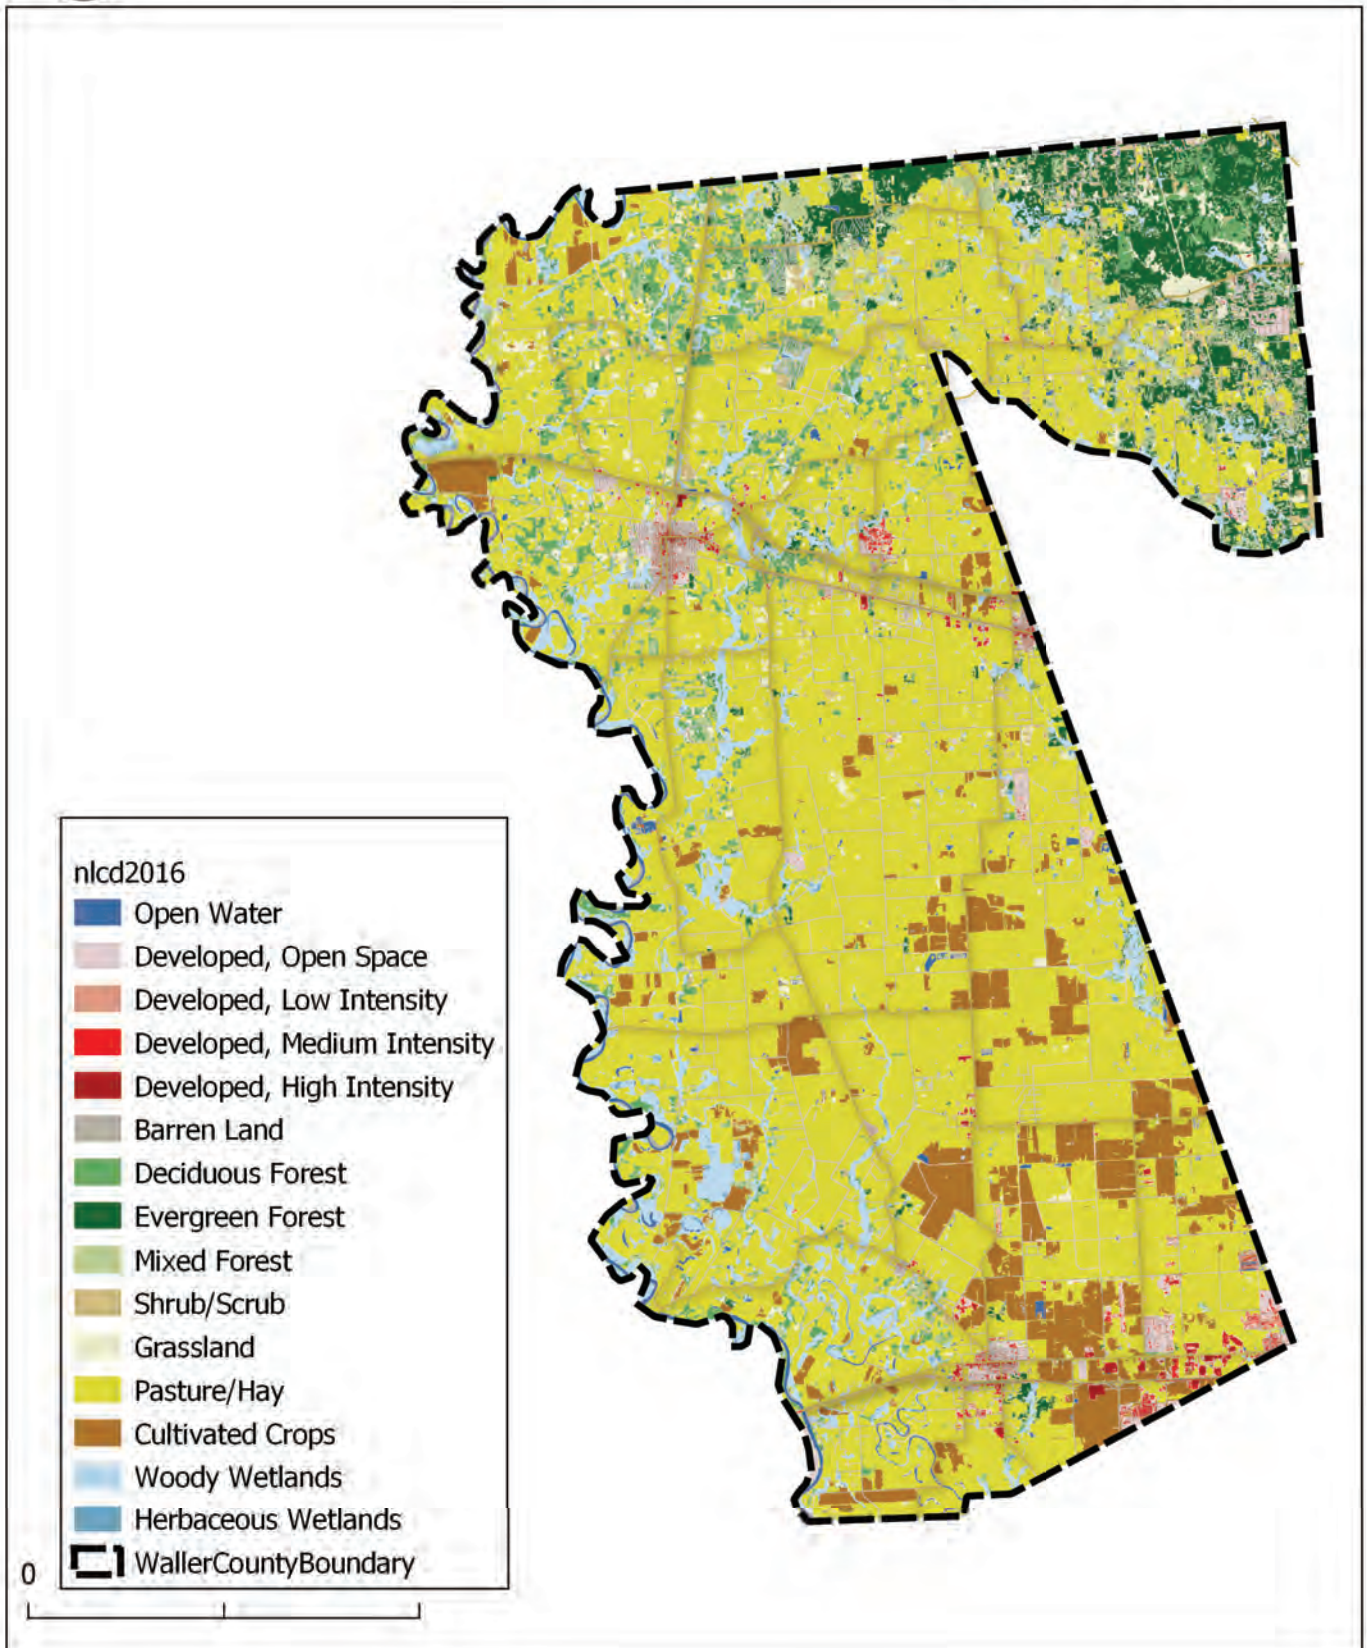 nlcd2016
Open Water
Developed, Open Space
Developed, Low Intensity
Developed, Medium Intensity
Developed, High Intensity
Barren Land
Deciduous Forest
Evergreen Forest
Mixed Forest
Shrub/Scrub
Grassland
Pasture/Hay
Cultivated Crops
Woody Wetlands
Herbaceous Wetlands
WallerCountyBoundary
0